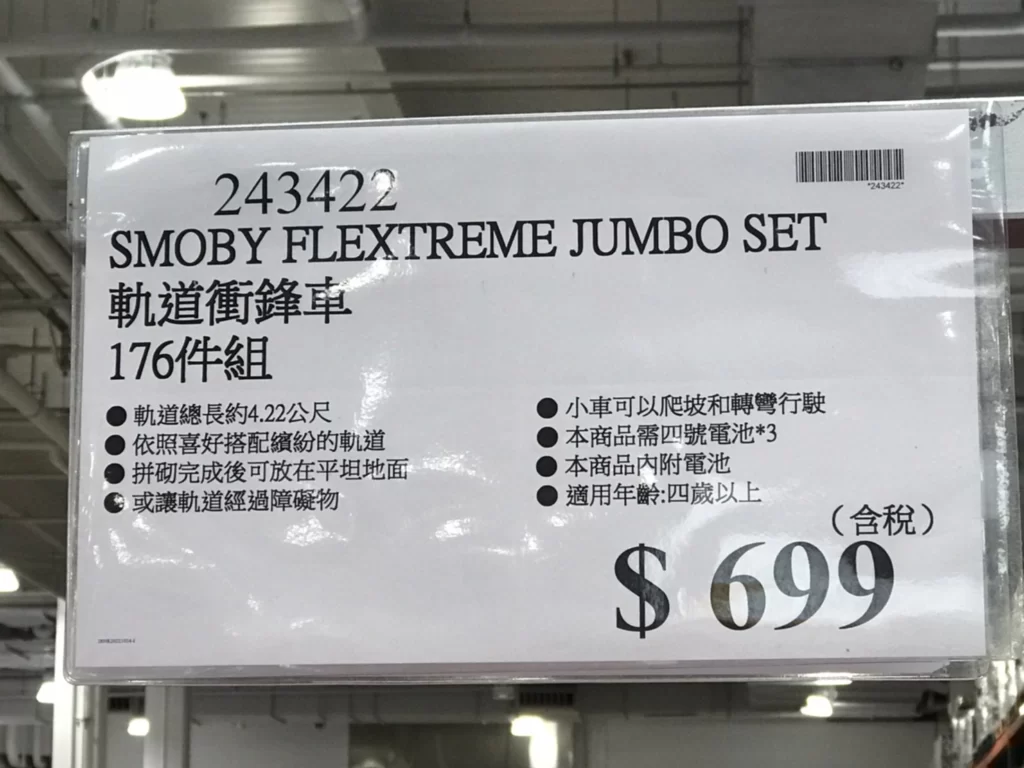 243422
*243422*
SMOBY FLEXTREME JUMBO SET
軌道衝鋒車
176件組
● 軌道總長約4.22公尺
● 依照喜好搭配繽紛的軌道
● 拼砌完成後可放在平坦地面
● 或讓軌道經過障礙物
● 小車可以爬坡和轉彎行駛
● 本商品需四號電池*3
● 本商品內附電池
● 適用年齡:四歲以上
（含稅）
$ 699